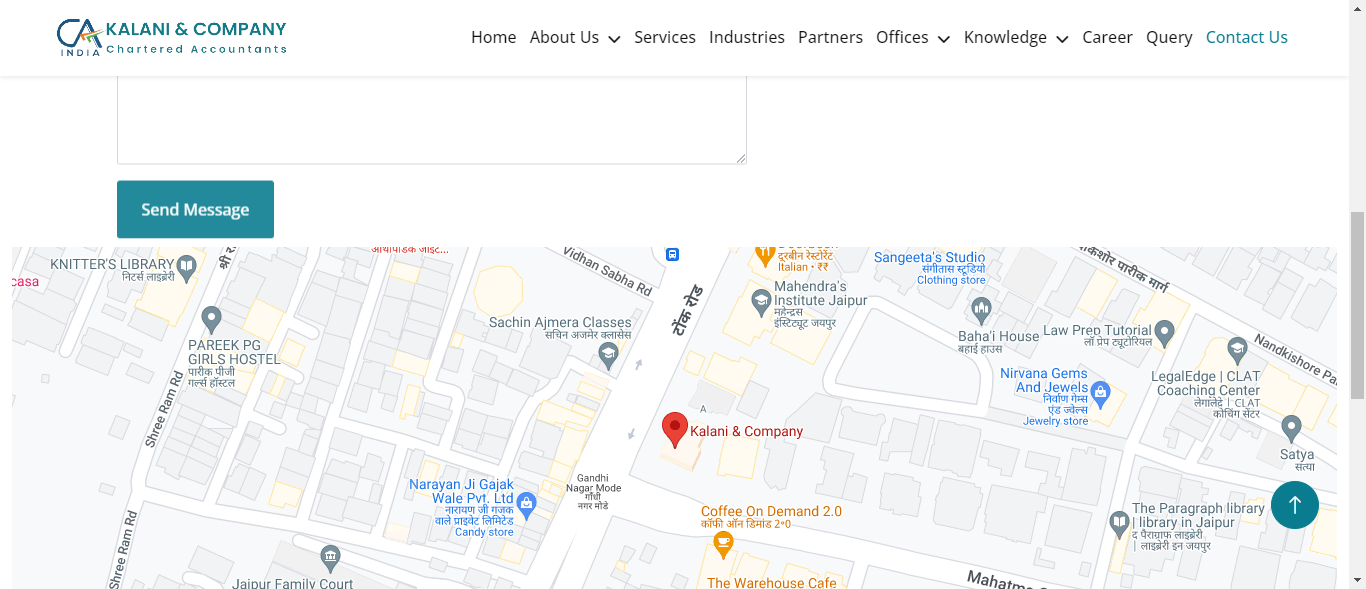 KALANI & COMPANY
Chartered Accountants
INDIA
Home About Us Services Industries Partners Offices Knowledge Career Query Contact Us
Send Message
KNITTER'S LIBRARY
निटर्स लाइब्रेरी
casa
श्री र
Vidhan Sabha Rd
टोंक रोड
दूरबीन रेस्टोरेंट
Italian • ₹₹
Sangeeta's Studio
संगीतास स्टूडियो
Clothing store
Mahendra's
Institute Jaipur
महेन्द्रस
इंस्टिट्यूट जयपुर
Sachin Ajmera Classes
सचिन अजमेर क्लासेस
PAREEK PG
GIRLS HOSTEL
पारीक पीजी
गर्ल्स हॉस्टल
Baha'i House
बहाई हाउस
Law Prep Tutorial
लॉ प्रेप ट्यूटोरियल
Nandkishore Pa
Nirvana Gems
And Jewels
निर्वाण गेम्स
एंड ज्वेल्स
Jewelry store
LegalEdge | CLAT
Coaching Center
लेगालेद्गे | CLAT
कोचिंग सेंटर
Shree Ram Rd
A
Kalani & Company
Satya
सत्या
Gandhi
Nagar Mode
गाँधी
नगर मोडे
Narayan Ji Gajak
Wale Pvt. Ltd
नारायण जी गजक
वाले प्राइवेट लिमिटेड
Candy store
Coffee On Demand 2.0
कॉफी ऑन डिमांड 2॰0
The Paragraph library
| library in Jaipur
द पैराग्राफ लाइब्रेरी
| लाइब्रेरी इन जयपुर
Shree Ram Rd
Jaipur Family Court
The Warehouse Cafe
Mahatma